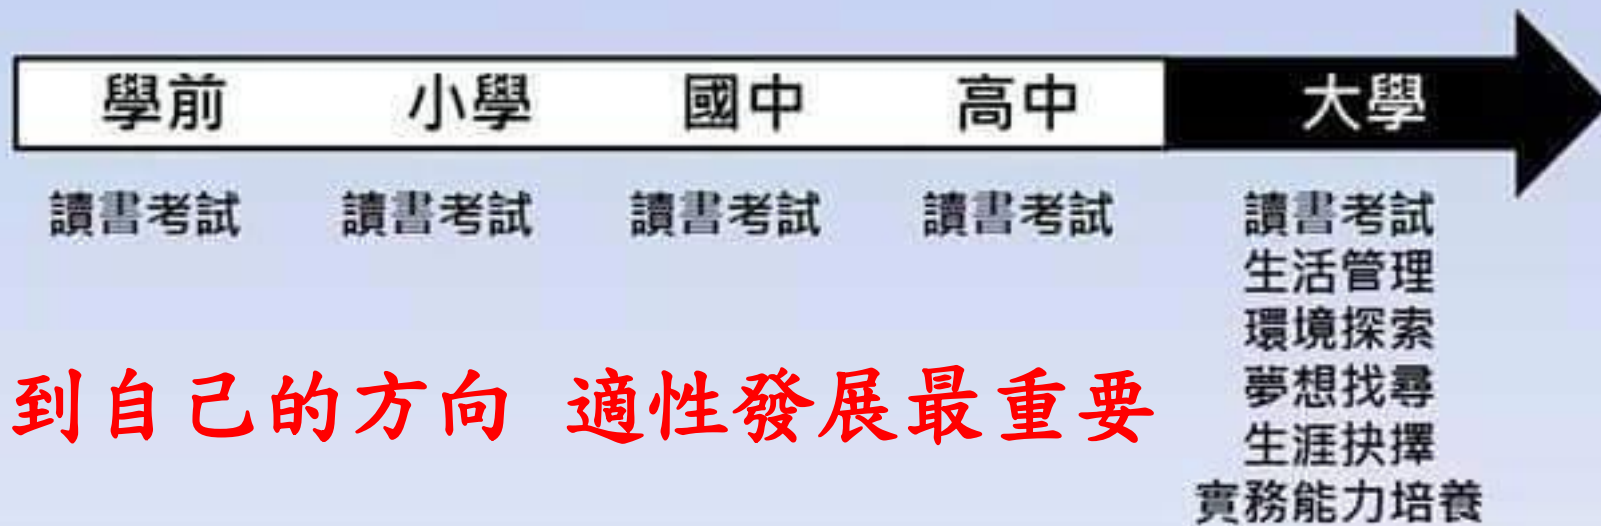 學前 小學 國中 高中 大學
讀書考試 讀書考試 讀書考試 讀書考試 讀書考試
生活管理
環境探索
夢想找尋
到自己的方向 適性發展最重要
生涯抉擇
實務能力培養